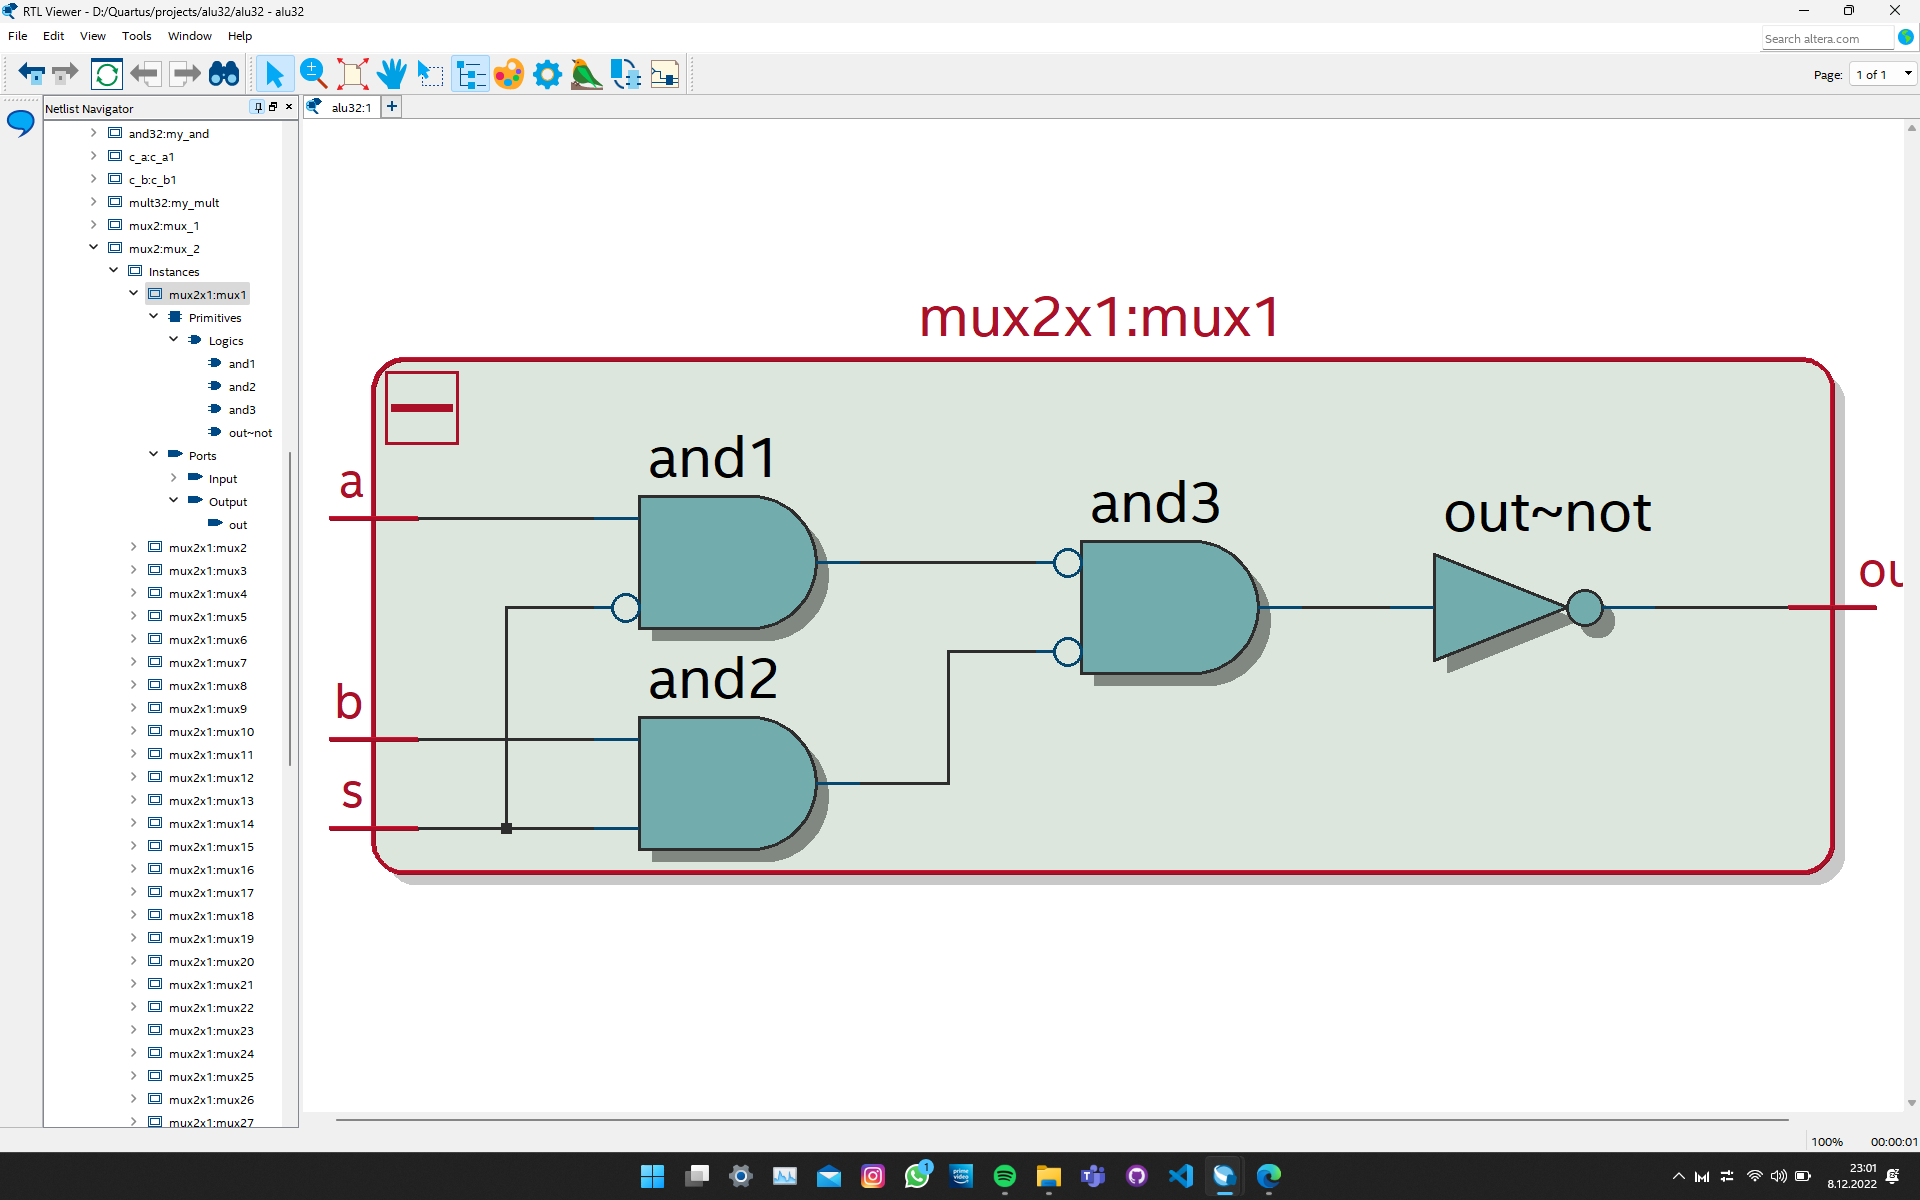 RTL Viewer - D:/Quartus/projects/alu32/alu32 - alu32
File Edit View Tools Window Help
Search altera.com
Page: 1 of 1
Netlist Navigator
alu32:1
and32:my_and
c_a:c_a1
c_b:c_b1
mult32:my_mult
mux2:mux_1
mux2:mux_2
Instances
mux2x1:mux1
Primitives
Logics
and1
and2
and3
out~not
Ports
Input
Output
out
mux2x1:mux2
mux2x1:mux3
mux2x1:mux4
mux2x1:mux5
mux2x1:mux6
mux2x1:mux7
mux2x1:mux8
mux2x1:mux9
mux2x1:mux10
mux2x1:mux11
mux2x1:mux12
mux2x1:mux13
mux2x1:mux14
mux2x1:mux15
mux2x1:mux16
mux2x1:mux17
mux2x1:mux18
mux2x1:mux19
mux2x1:mux20
mux2x1:mux21
mux2x1:mux22
mux2x1:mux23
mux2x1:mux24
mux2x1:mux25
mux2x1:mux26
mux2x1:mux27
mux2x1:mux1
and1
a
and3
out~not
ou
and2
b
s
100% 00:00:01
1
prime video
23:01
8.12.2022